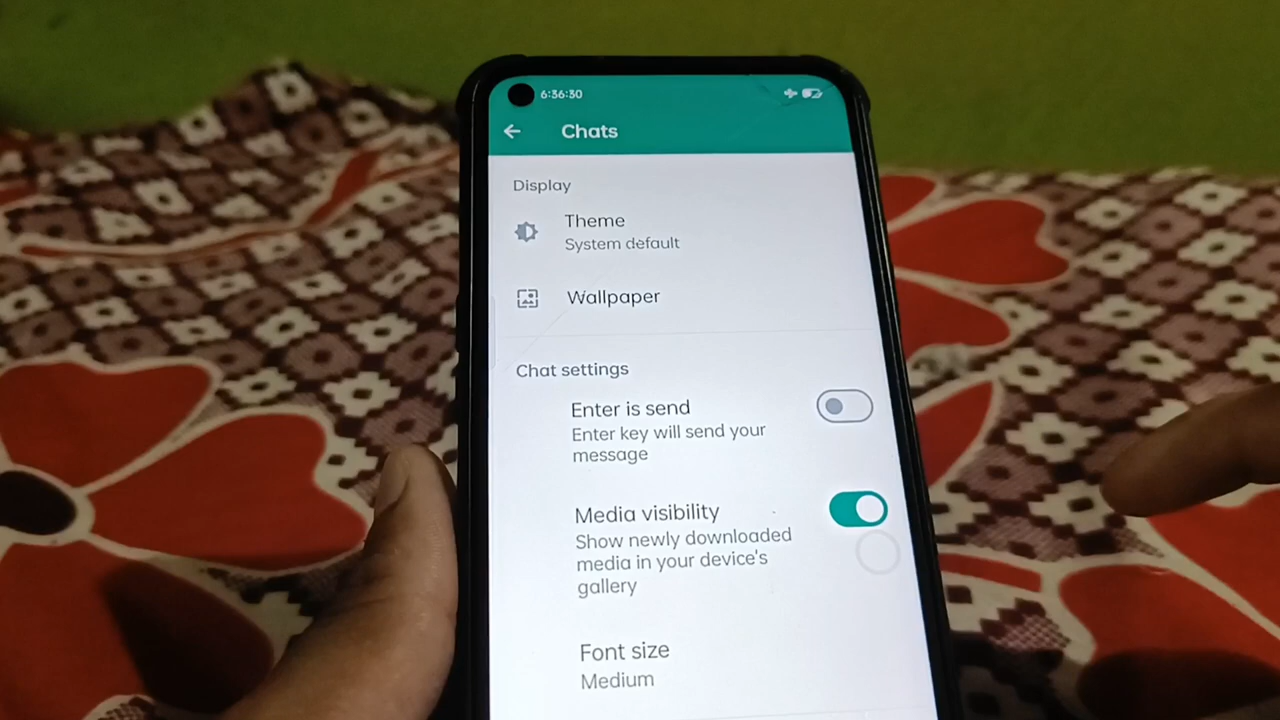 6:36:30
Chats
Display
Theme
System default
Wallpaper
Chat settings
Enter is send
Enter key will send your
message
Media visibility
Show newly downloaded
media in your device's
gallery
Font size
Medium